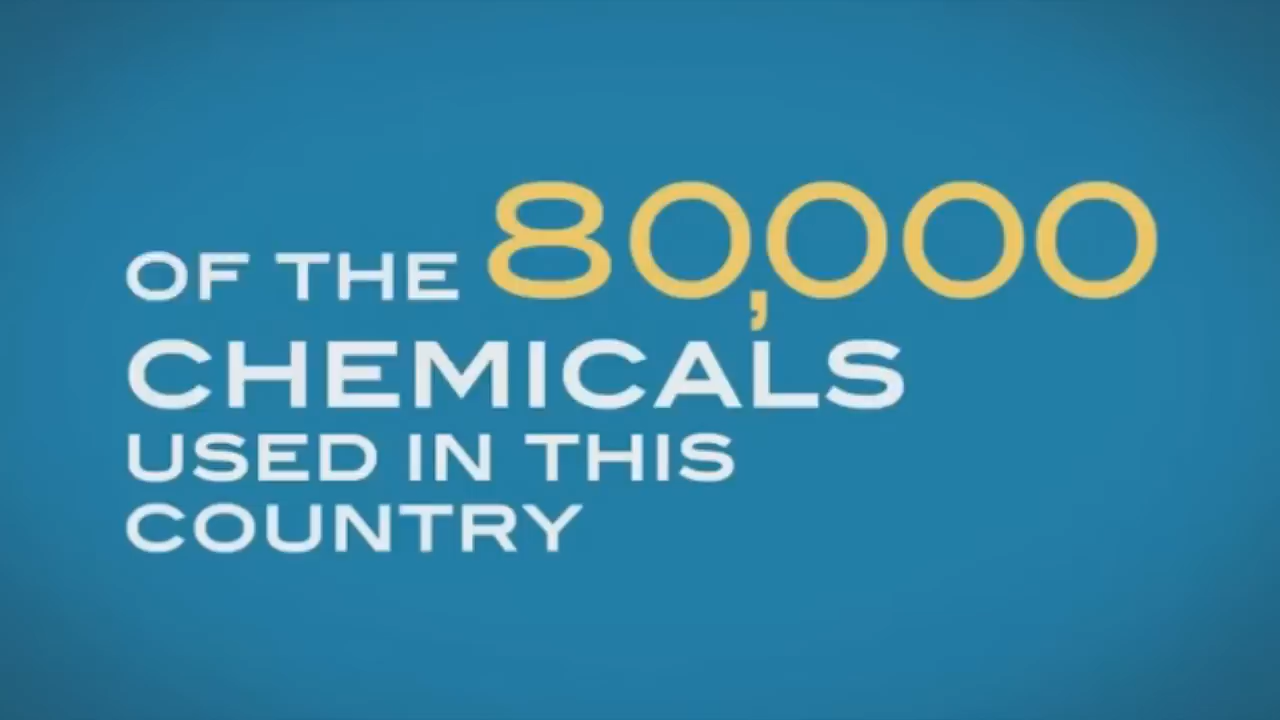 OF THE 80,000
CHEMICALS
USED IN THIS
COUNTRY